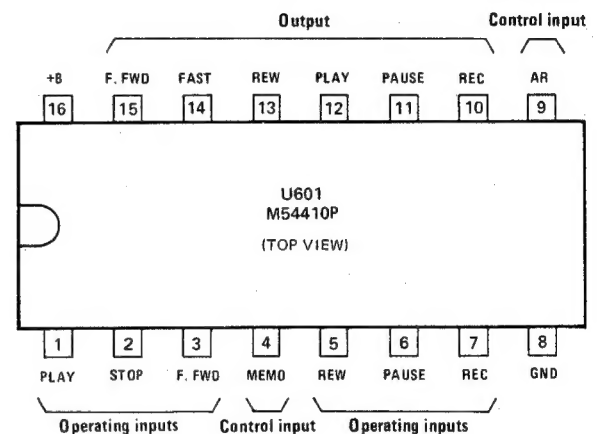 Output Control input
+B F. FWD FAST REW PLAY PAUSE REC AR
16 15 14 13 12 11 10 9
U601
M54410P
(TOP VIEW)
1 2 3 4 5 6 7 8
PLAY STOP F. FWD MEMO REW PAUSE REC GND
Operating inputs Control input Operating inputs